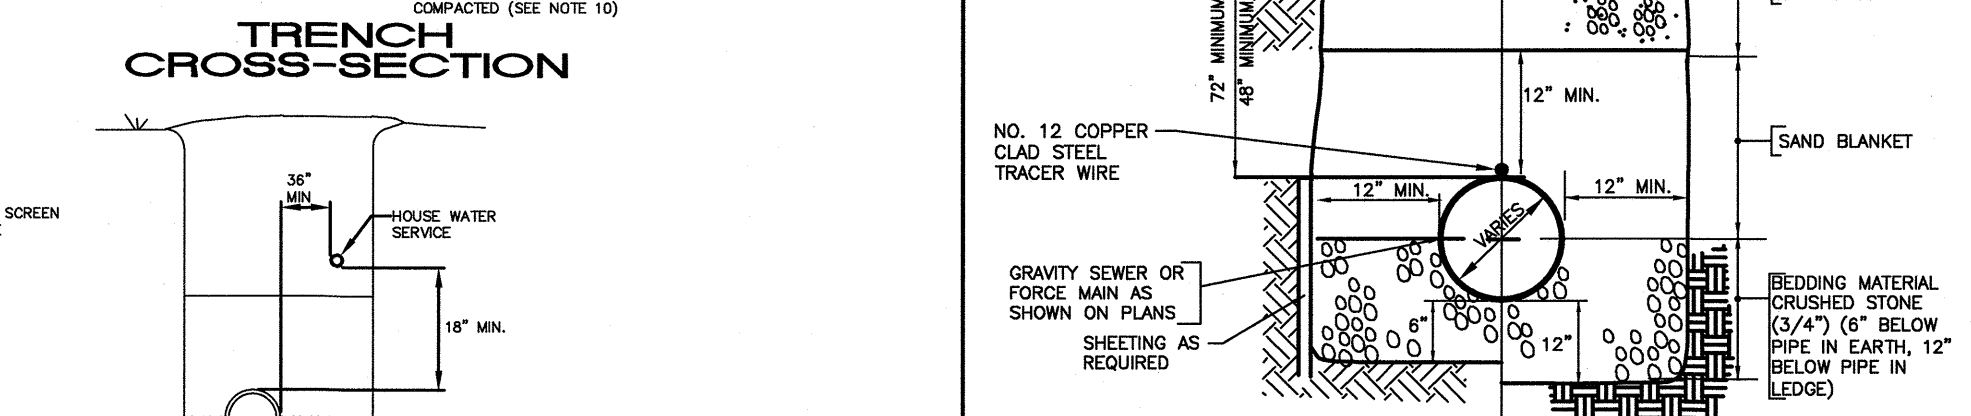 COMPACTED (SEE NOTE 10)
TRENCH
CROSS-SECTION
SCREEN
36"
MIN
HOUSE WATER
SERVICE
18" MIN.
72" MINIMUM
48" MINIMUM
12" MIN.
NO. 12 COPPER
CLAD STEEL
TRACER WIRE
SAND BLANKET
12" MIN.
12" MIN.
VARIES
GRAVITY SEWER OR
FORCE MAIN AS
SHOWN ON PLANS
SHEETING AS
REQUIRED
6"
12"
BEDDING MATERIAL
CRUSHED STONE
(3/4") (6" BELOW
PIPE IN EARTH, 12"
BELOW PIPE IN
LEDGE)